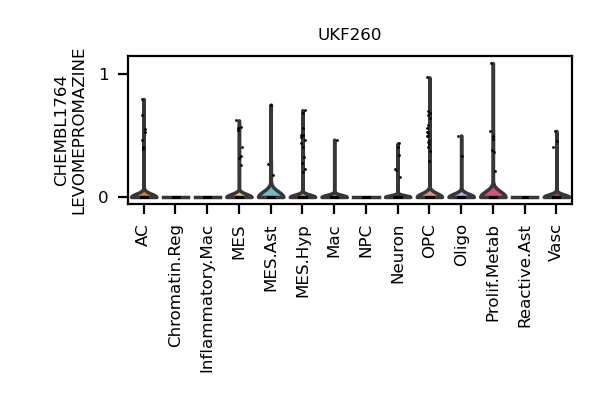 UKF260
CHEMBL1764
LEVOMEPROMAZINE
1
0
AC
Chromatin.Reg
Inflammatory.Mac
MES
MES.Ast
MES.Hyp
Mac
NPC
Neuron
OPC
Oligo
Prolif.Metab
Reactive.Ast
Vasc